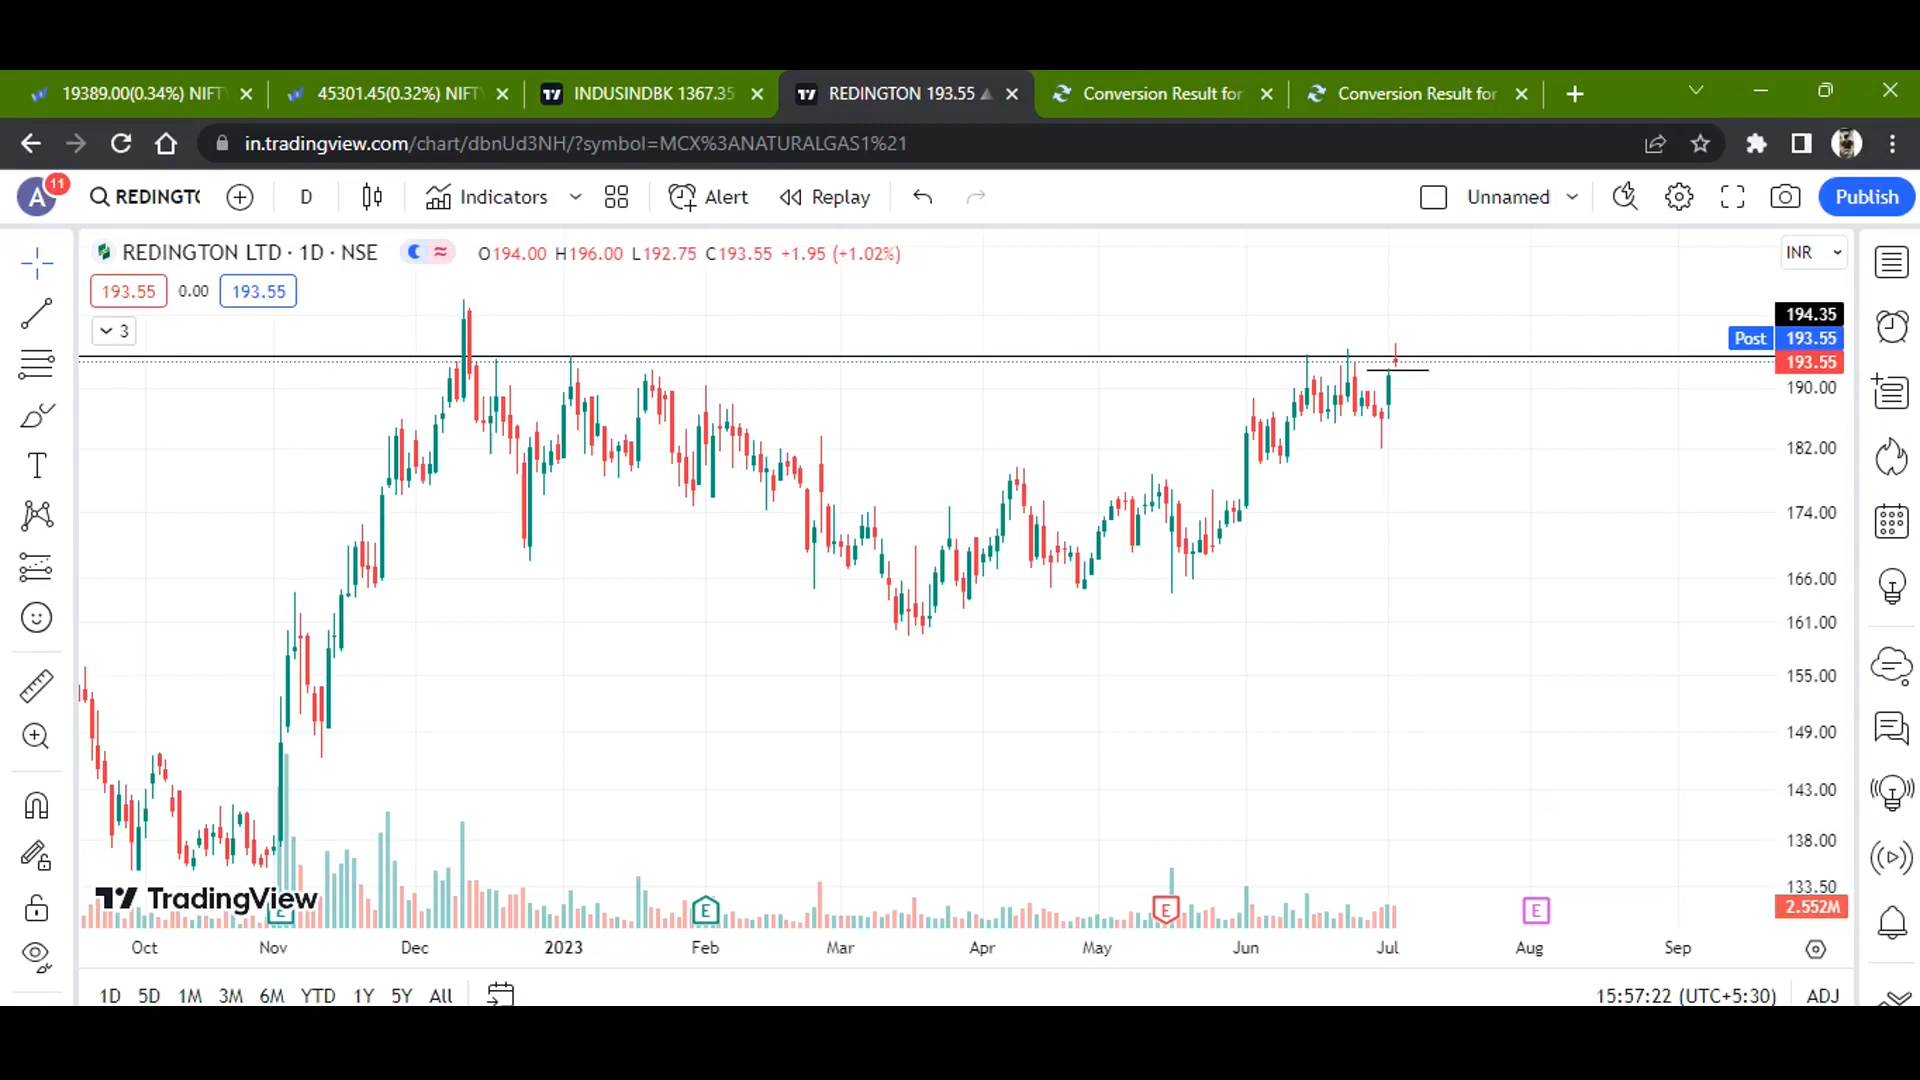 19389.00(0.34%) NIFT
45301.45(0.32%) NIFT
INDUSINDBK 1367.35
REDINGTON 193.55
Conversion Result for
Conversion Result for
in.tradingview.com/chart/dbnUd3NH/?symbol=MCX%3ANATURALGAS1%21
A 11
REDINGTC D Indicators Alert Replay Unnamed Publish
REDINGTON LTD · 1D · NSE O194.00 H196.00 L192.75 C193.55 +1.95 (+1.02%)
INR
193.55 0.00 193.55
3
194.35
Post 193.55
193.55
190.00
182.00
174.00
166.00
161.00
155.00
149.00
143.00
138.00
133.50
2.552M
TradingView
E E E E
Oct Nov Dec 2023 Feb Mar Apr May Jun Jul Aug Sep
1D 5D 1M 3M 6M YTD 1Y 5Y All 15:57:22 (UTC+5:30) ADJ